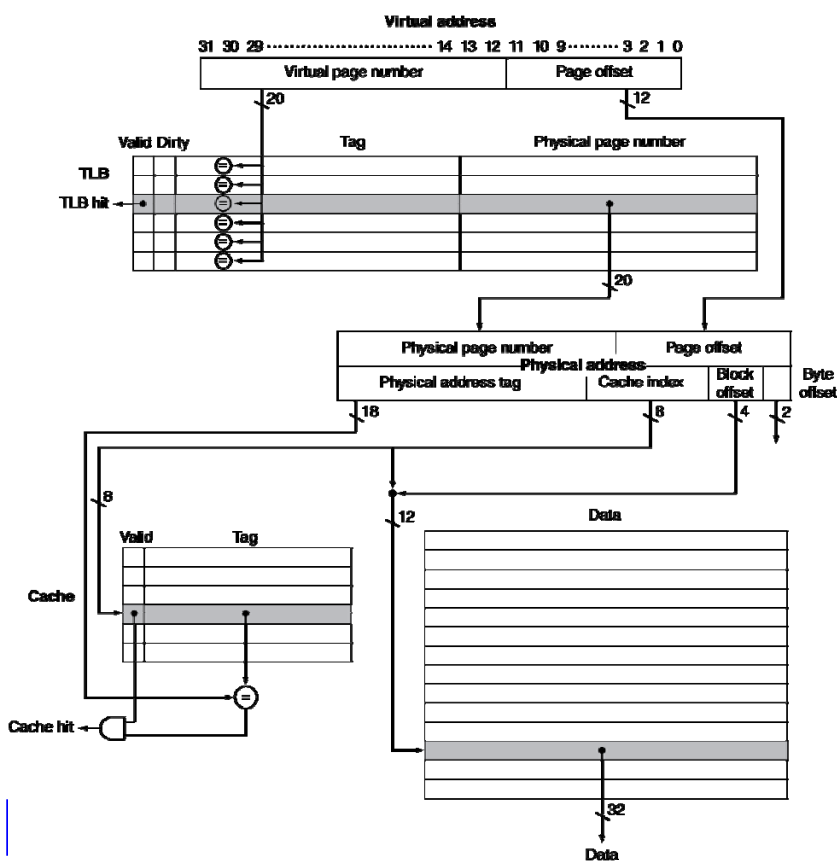 Virtual address
31 30 29 ··················· 14 13 12 11 10 9 ········ 3 2 1 0
Virtual page number Page offset
20 12
Valid Dirty Tag Physical page number
TLB
=
=
TLB hit =
=
=
=
20
Physical page number Page offset
Physical address
Physical address tag Cache index Block offset Byte offset
18 8 4 2
8
12
Data
Valid Tag
Cache
=
Cache hit
32
Data